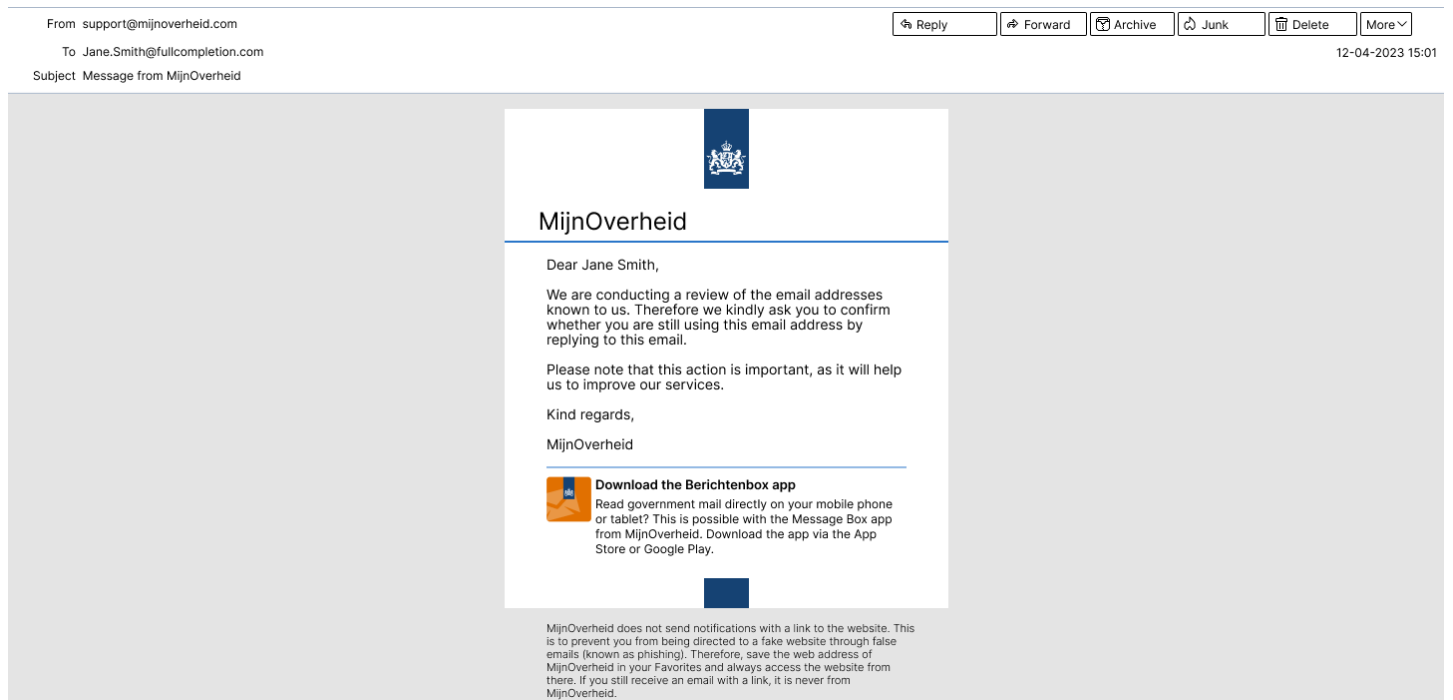 From support@mijnoverheid.com
Reply Forward Archive Junk Delete More
To Jane.Smith@fullcompletion.com
12-04-2023 15:01
Subject Message from MijnOverheid
MijnOverheid
Dear Jane Smith,
We are conducting a review of the email addresses
known to us. Therefore we kindly ask you to confirm
whether you are still using this email address by
replying to this email.
Please note that this action is important, as it will help
us to improve our services.
Kind regards,
MijnOverheid
Download the Berichtenbox app
Read government mail directly on your mobile phone
or tablet? This is possible with the Message Box app
from MijnOverheid. Download the app via the App
Store or Google Play.
MijnOverheid does not send notifications with a link to the website. This
is to prevent you from being directed to a fake website through false
emails (known as phishing). Therefore, save the web address of
MijnOverheid in your Favorites and always access the website from
there. If you still receive an email with a link, it is never from
MijnOverheid.